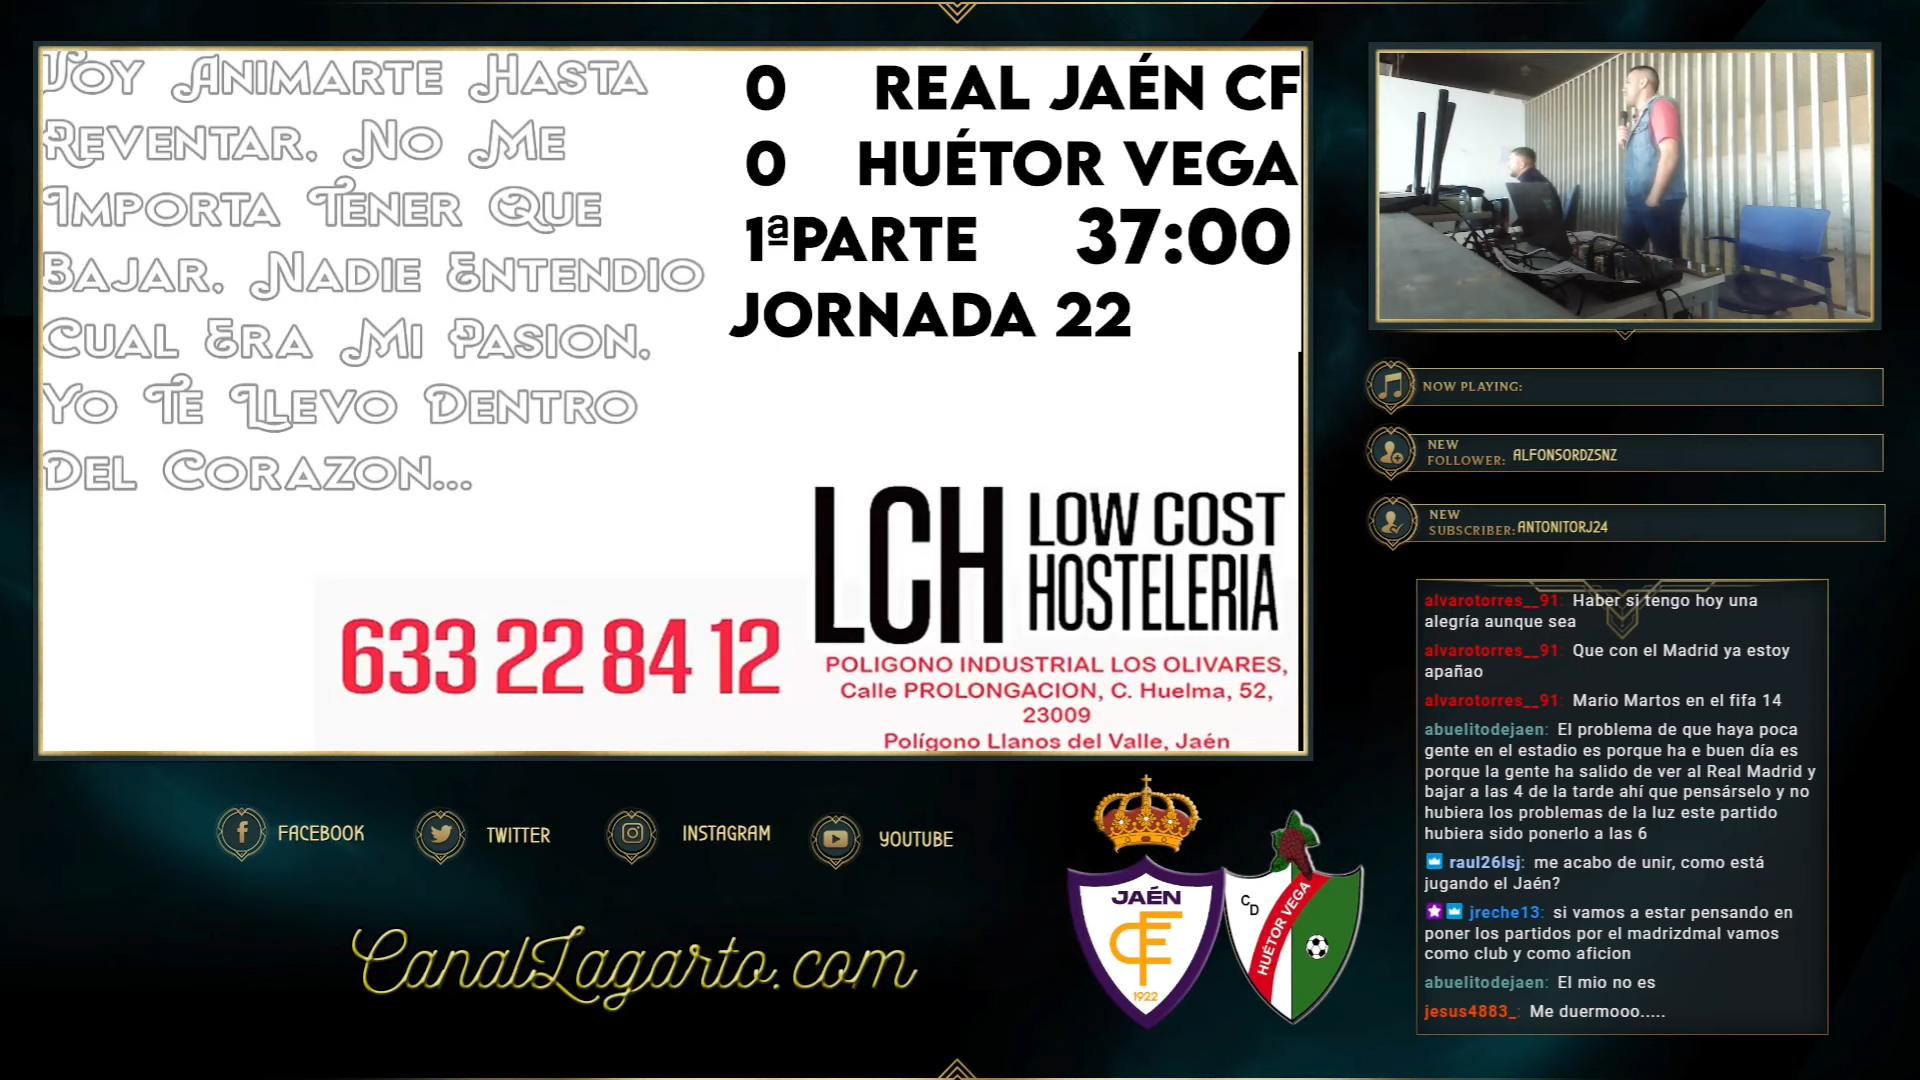 Voy Animarte Hasta
Reventar. No Me
Importa Tener Que
Bajar. Nadie Entendio
Cual Era Mi Pasion.
Yo Te Llevo Dentro
Del Corazon...
0 REAL JAÉN CF
0 HUÉTOR VEGA
1ªPARTE 37:00
JORNADA 22
LCH LOW COST
HOSTELERIA
633 22 84 12
POLIGONO INDUSTRIAL LOS OLIVARES,
Calle PROLONGACION, C. Huelma, 52,
23009
Polígono Llanos del Valle, Jaén
NOW PLAYING:
NEW
FOLLOWER: ALFONSORDZSNZ
NEW
SUBSCRIBER: ANTONITORJ24
alvarotorres__91: Haber si tengo hoy una
alegría aunque sea
alvarotorres__91: Que con el Madrid ya estoy
apañao
alvarotorres__91: Mario Martos en el fifa 14
abuelitodejaen: El problema de que haya poca
gente en el estadio es porque ha e buen día es
porque la gente ha salido de ver al Real Madrid y
bajar a las 4 de la tarde ahí que pensárselo y no
hubiera los problemas de la luz este partido
hubiera sido ponerlo a las 6
raul26lsj: me acabo de unir, como está
jugando el Jaén?
jreche13: si vamos a estar pensando en
poner los partidos por el madrizdmal vamos
como club y como aficion
abuelitodejaen: El mio no es
jesus4883_: Me duermooo.....
FACEBOOK
TWITTER
INSTAGRAM
YOUTUBE
CanalLagarto.com
JAÉN
CF
1922
CD
HUÉTOR VEGA